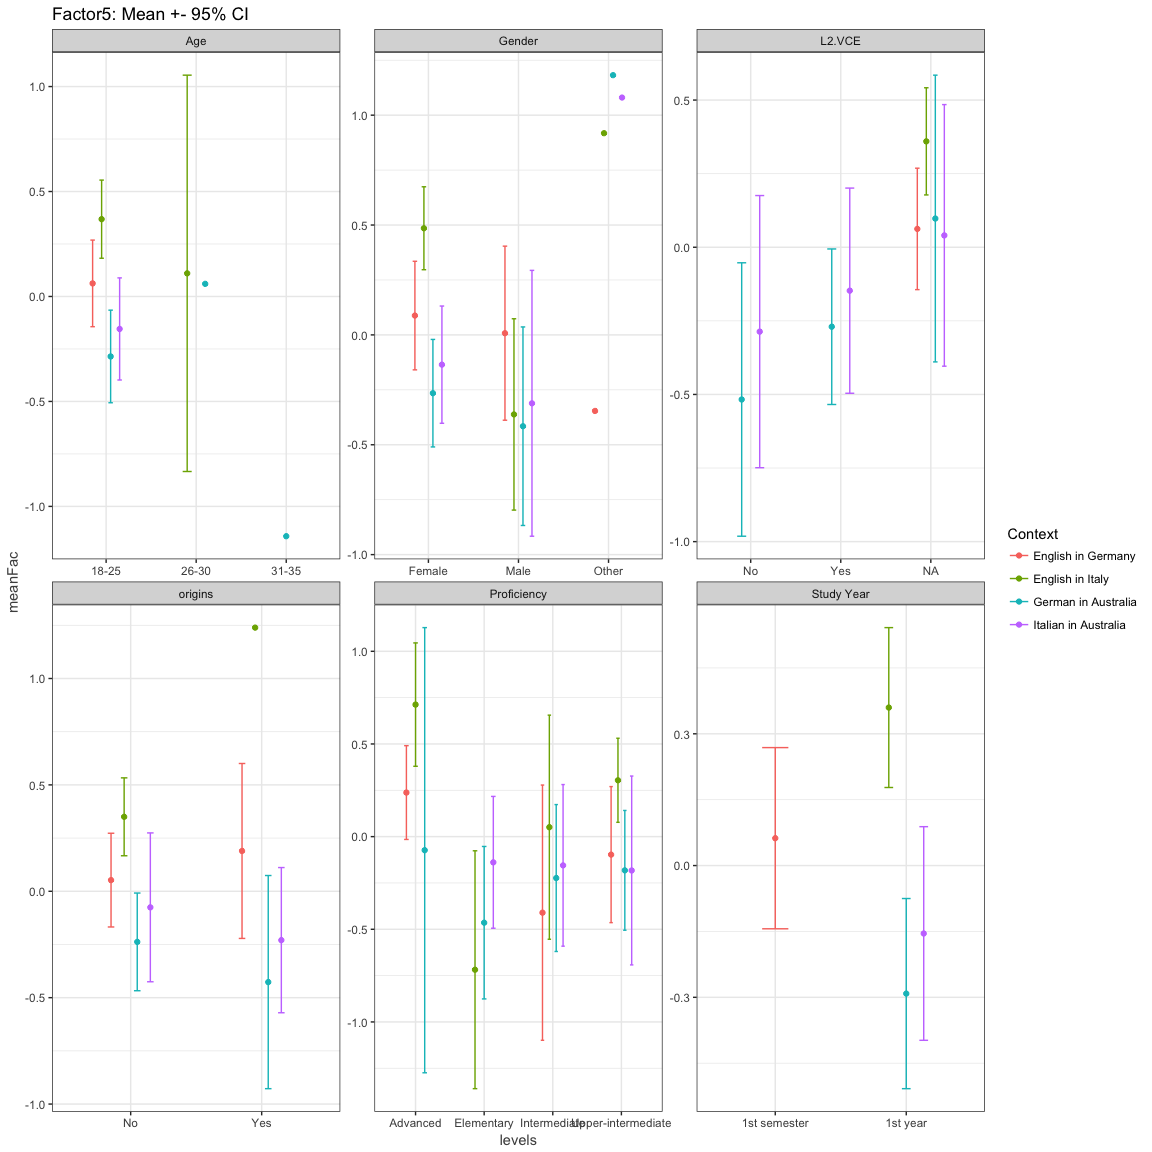 Factor5: Mean +- 95% CI
Age
Gender
L2.VCE
1.0
0.5
0.0
-0.5
-1.0
18-25
26-30
31-35
1.0
0.5
0.0
-0.5
-1.0
Female
Male
Other
0.5
0.0
-0.5
-1.0
No
Yes
NA
origins
Proficiency
Study Year
1.0
0.5
0.0
-0.5
-1.0
No
Yes
1.0
0.5
0.0
-0.5
-1.0
Advanced
Elementary
Intermediate
Upper-intermediate
0.3
0.0
-0.3
1st semester
1st year
levels
meanFac
Context
English in Germany
English in Italy
German in Australia
Italian in Australia